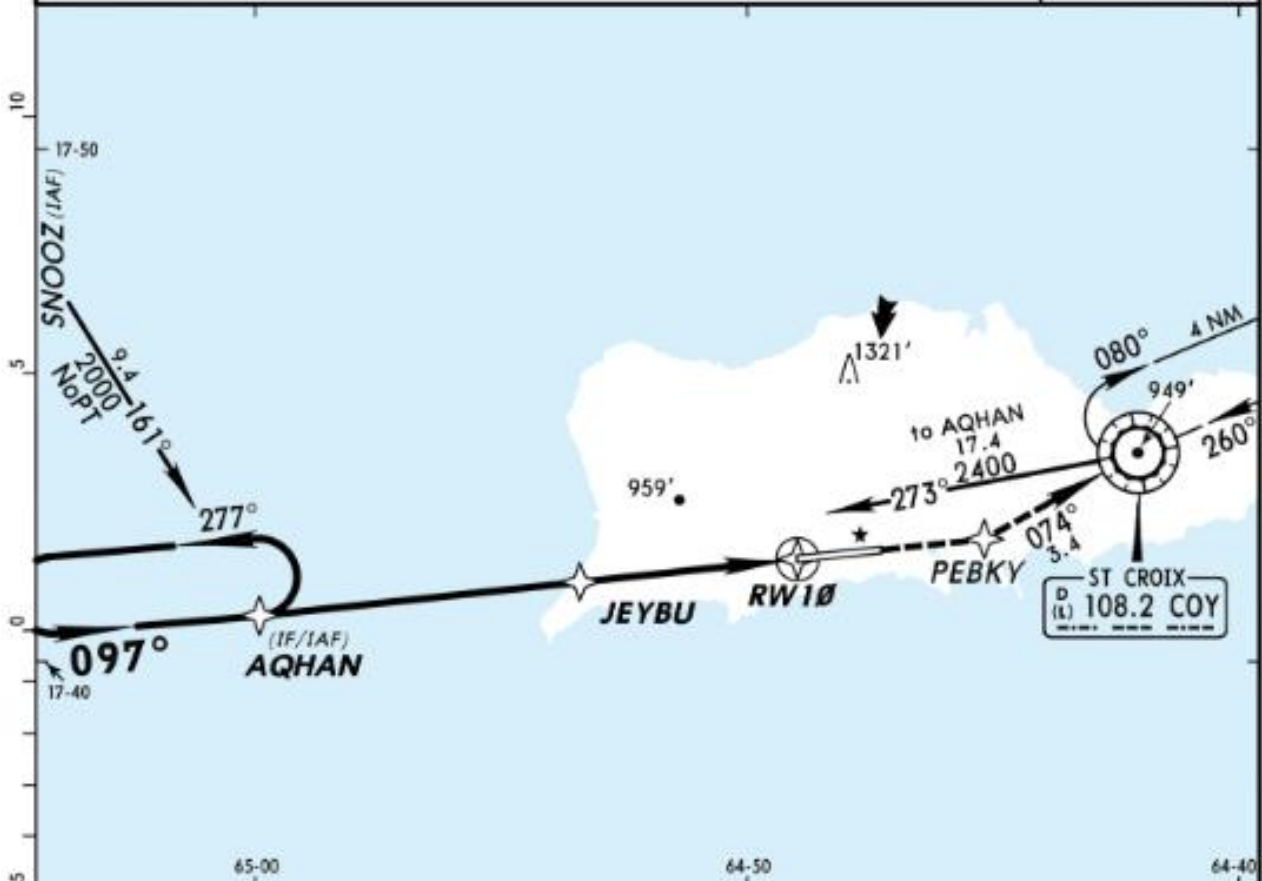 10
17-50
SNOOZ (IAF)
9.4
2000
NoPT
161°
277°
5
1321'
080°
4 NM
949'
260°
to AQHAN
17.4
2400
273°
959'
074°
3.4
PEBKY
RW10
JEYBU
ST CROIX
D
(L) 108.2 COY
0
097°
(IF/IAF)
AQHAN
17-40
65-00
64-50
64-40
5